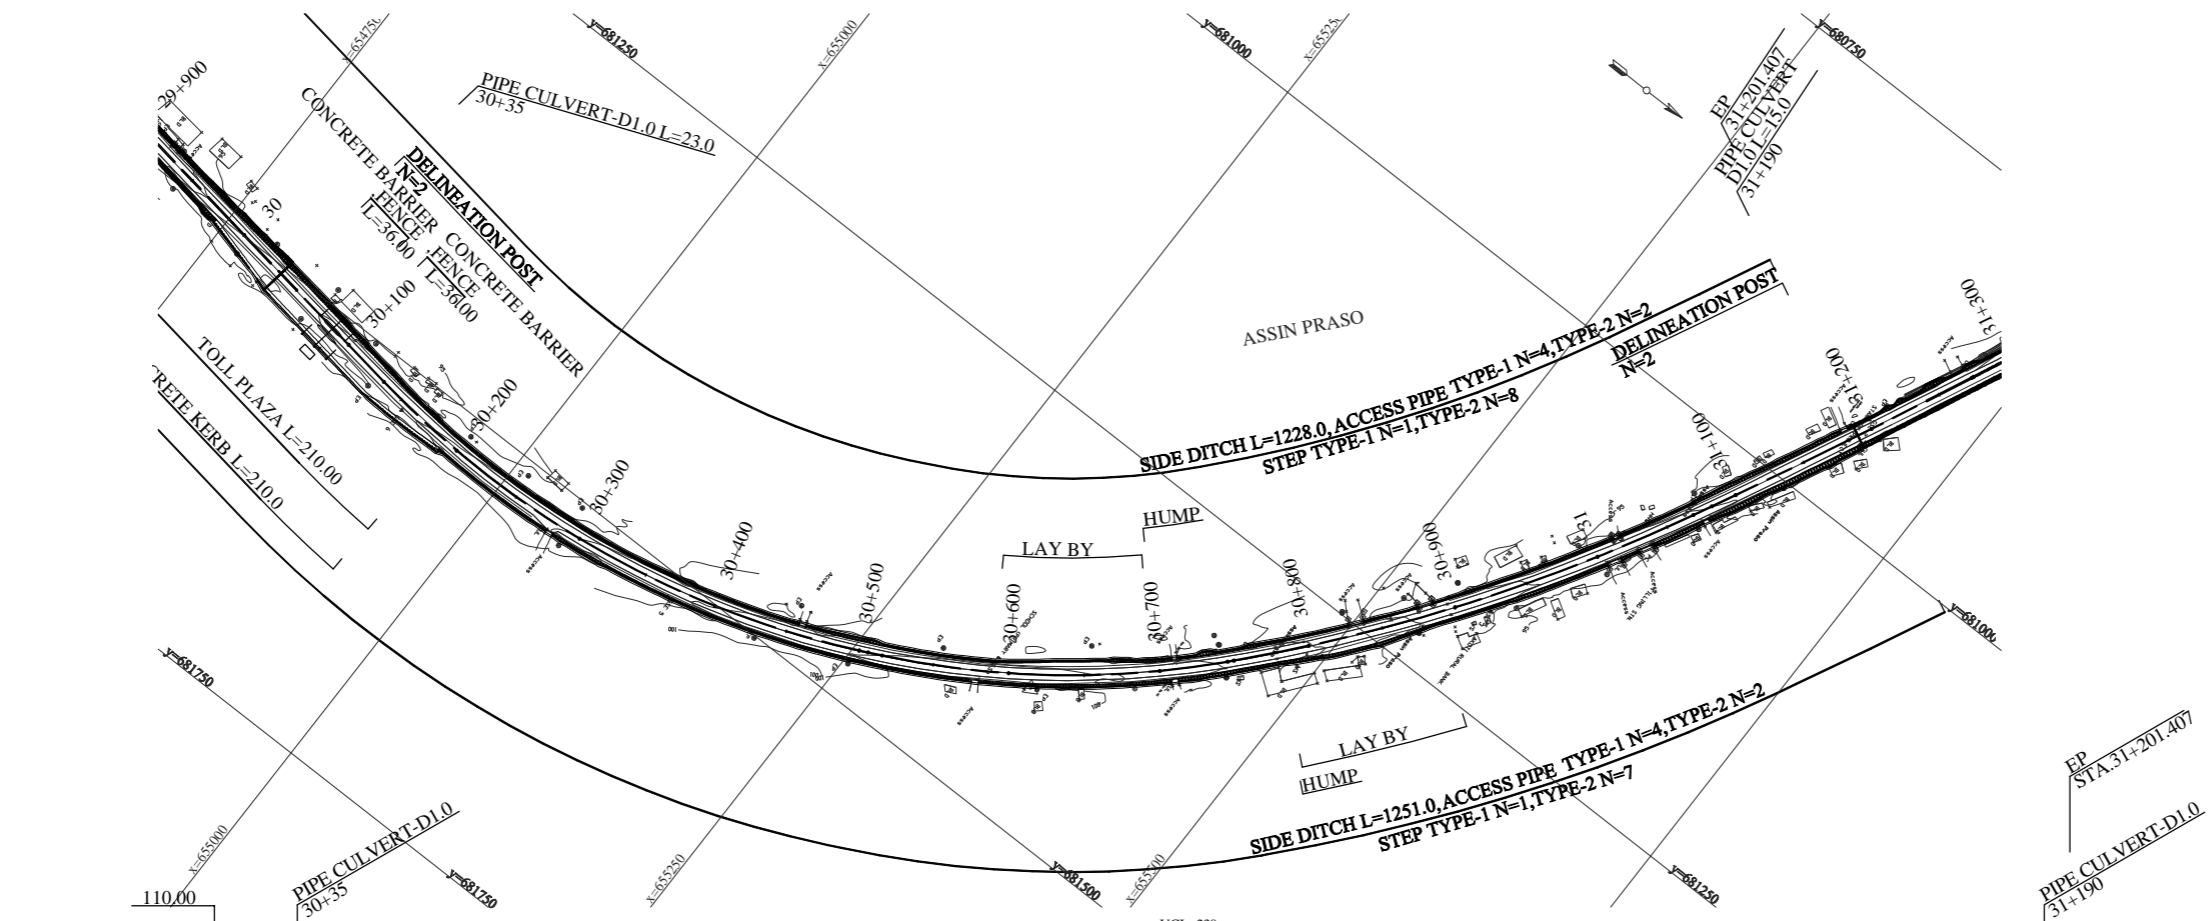 x=655000
y=681250
y=681000
y=680750
29+900
PIPE CULVERT-D1.0 L=23.0
30+35
CONCRETE BARRIER
FENCE
L=36.00
DELINEATION POST
N=2
CONCRETE BARRIER
FENCE
L=36.00
EP
31+201.407
PIPE CULVERT
D1.0 L=15.0
31+190
30
30+100
30+200
30+300
30+400
30+500
30+600
30+700
30+800
30+900
31
31+100
31+200
31+300
TOLL PLAZA L=210.00
CRETE KERB L=210.0
ASSIN PRASO
SIDE DITCH L=1228.0, ACCESS PIPE TYPE-1 N=4,TYPE-2 N=2
STEP TYPE-1 N=1,TYPE-2 N=8
DELINEATION POST
N=2
HUMP
LAY BY
LAY BY
HUMP
SIDE DITCH L=1251.0, ACCESS PIPE TYPE-1 N=4,TYPE-2 N=2
STEP TYPE-1 N=1,TYPE-2 N=7
y=681000
y=681750
x=655000
PIPE CULVERT-D1.0
30+35
y=681750
x=655250
y=681500
x=655500
y=681250
110.00
EP
STA.31+201.407
PIPE CULVERT-D1.0
31+190